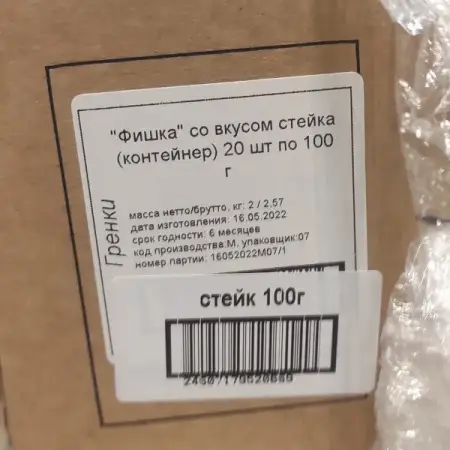 "Фишка" со вкусом стейка
(контейнер) 20 шт по 100
г
Гренки
масса нетто/брутто, кг: 2 / 2.57
дата изготовления: 16.05.2022
срок годности: 6 месяцев
код производства:М, упаковщик:07
номер партии: 16052022М07/1
стейк 100г